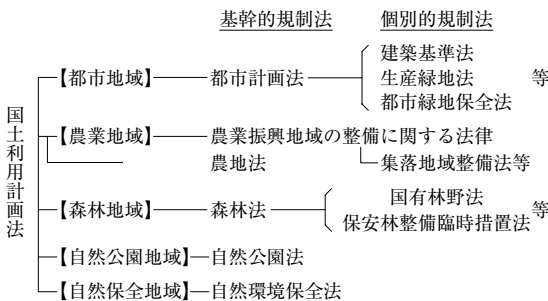 基幹的規制法 個別的規制法
国土利用計画法
【都市地域】 都市計画法 建築基準法
生産緑地法
都市緑地保全法 等
【農業地域】 農業振興地域の整備に関する法律
農地法 集落地域整備法等
【森林地域】 森林法 国有林野法
保安林整備臨時措置法 等
【自然公園地域】 自然公園法
【自然保全地域】 自然環境保全法